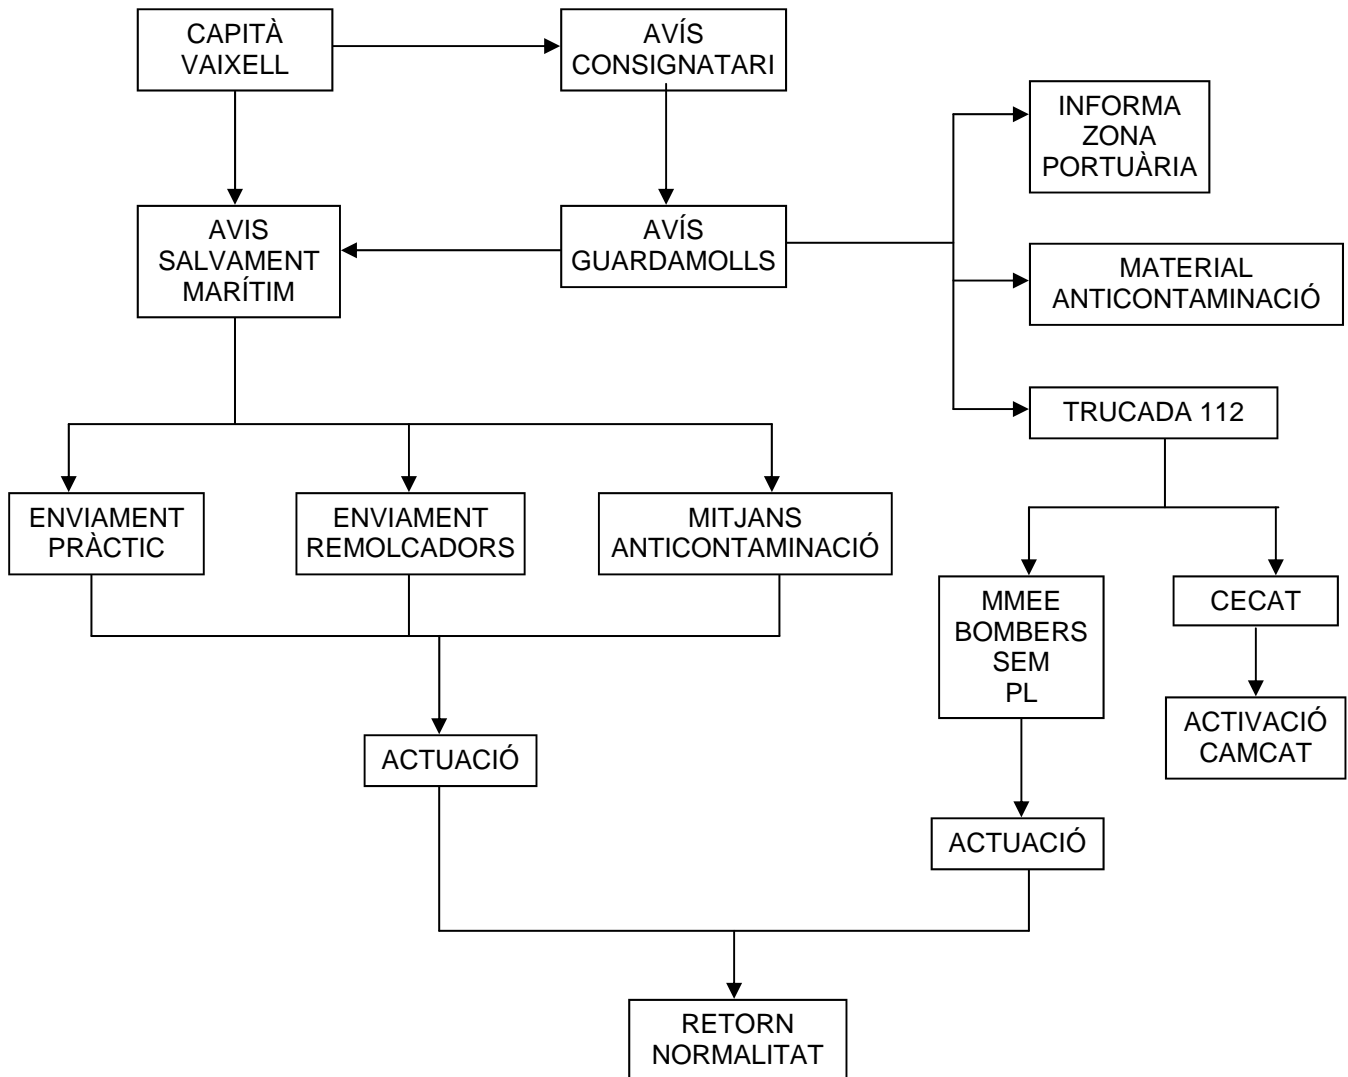 CAPITÀ
VAIXELL
AVÍS
CONSIGNATARI
INFORMA
ZONA
PORTUÀRIA
AVIS
SALVAMENT
MARÍTIM
AVÍS
GUARDAMOLLS
MATERIAL
ANTICONTAMINACIÓ
TRUCADA 112
ENVIAMENT
PRÀCTIC
ENVIAMENT
REMOLCADORS
MITJANS
ANTICONTAMINACIÓ
MMEE
BOMBERS
SEM
PL
CECAT
ACTIVACIÓ
CAMCAT
ACTUACIÓ
ACTUACIÓ
RETORN
NORMALITAT